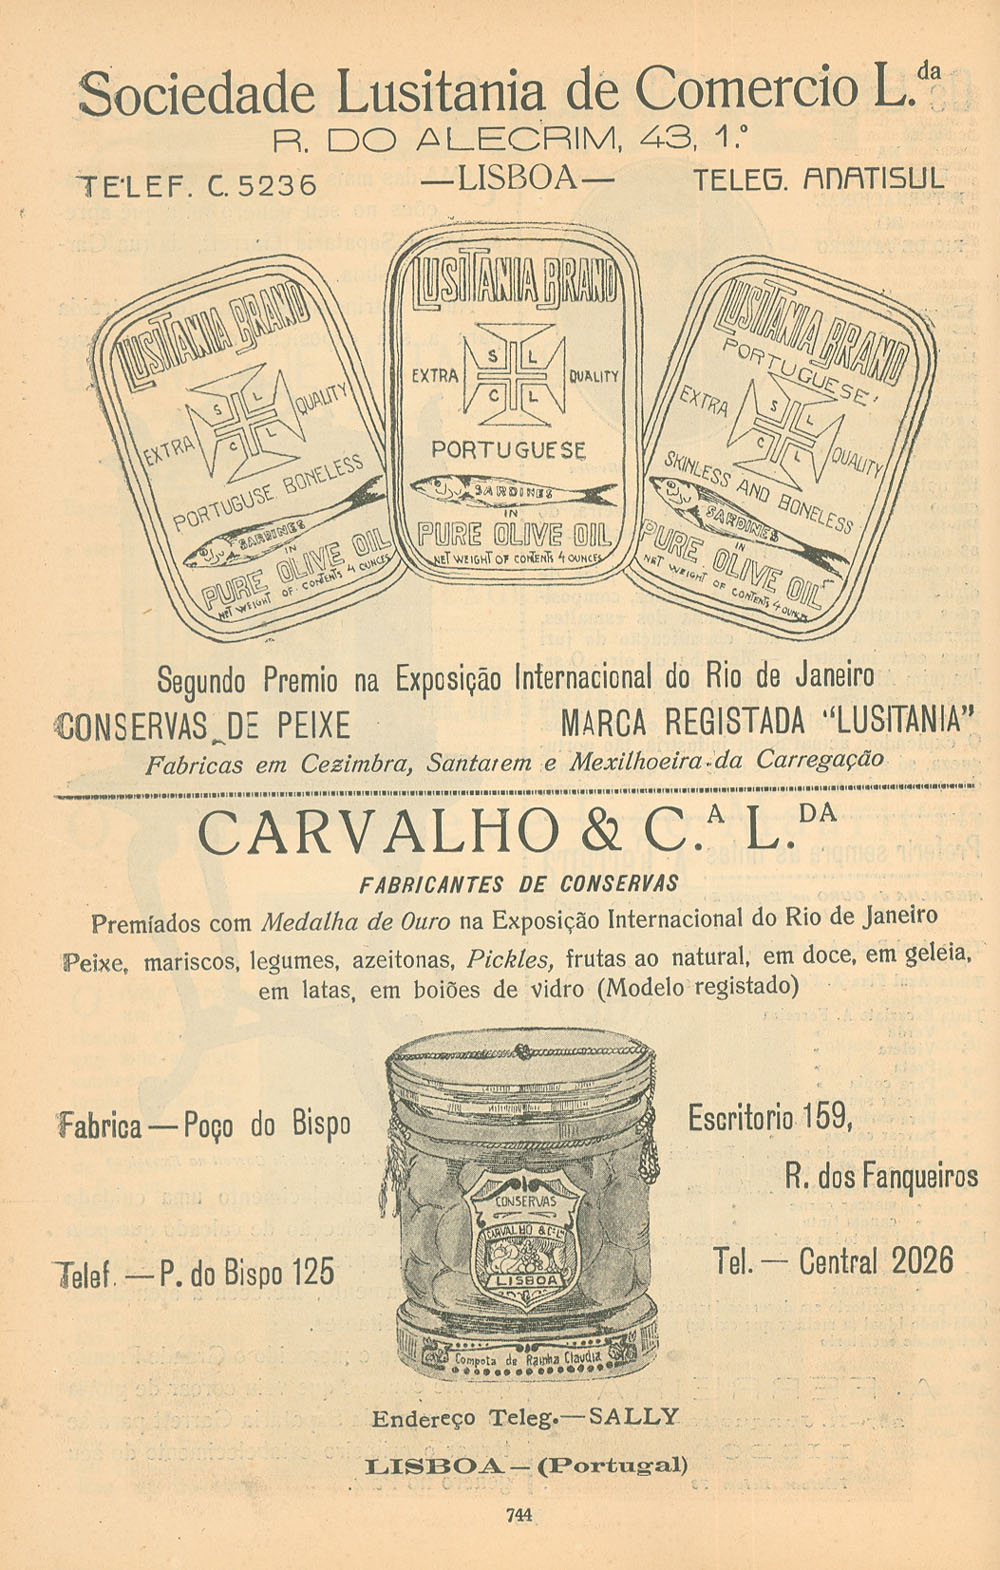 Sociedade Lusitania de Comercio L.da
R. DO ALECRIM, 43, 1.º
TELEF. C. 5236 —LISBOA— TELEG. ANATISUL
LUSITANIA BRAND
EXTRA S L C L QUALITY
PORTUGUSE BONELESS
SARDINES
IN
PURE OLIVE OIL
NET WEIGHT OF CONTENTS 4 OUNCES
LUSITANIA BRAND
EXTRA S L C L QUALITY
PORTUGUESE
SARDINES
IN
PURE OLIVE OIL
NET WEIGHT OF CONTENTS 4 OUNCES
LUSITANIA BRAND
PORTUGUESE
EXTRA S L C L QUALITY
SKINLESS AND BONELESS
SARDINES
IN
PURE OLIVE OIL
NET WEIGHT OF CONTENTS 4 OUNCES
Segundo Premio na Exposição Internacional do Rio de Janeiro
CONSERVAS DE PEIXE MARCA REGISTADA “LUSITANIA”
Fabricas em Cezimbra, Santarem e Mexilhoeira da Carregação
CARVALHO & C.A L.DA
FABRICANTES DE CONSERVAS
Premiados com Medalha de Ouro na Exposição Internacional do Rio de Janeiro
Peixe, mariscos, legumes, azeitonas, Pickles, frutas ao natural, em doce, em geleia,
em latas, em boiões de vidro (Modelo registado)
Fabrica — Poço do Bispo
Escritorio 159,
R. dos Fanqueiros
Telef. — P. do Bispo 125
Tel. — Central 2026
CONSERVAS
CARVALHO & C.ª L.da
LISBOA
Compota de Rainha Claudia
Endereço Teleg.—SALLY
LISBOA — (Portugal)
744